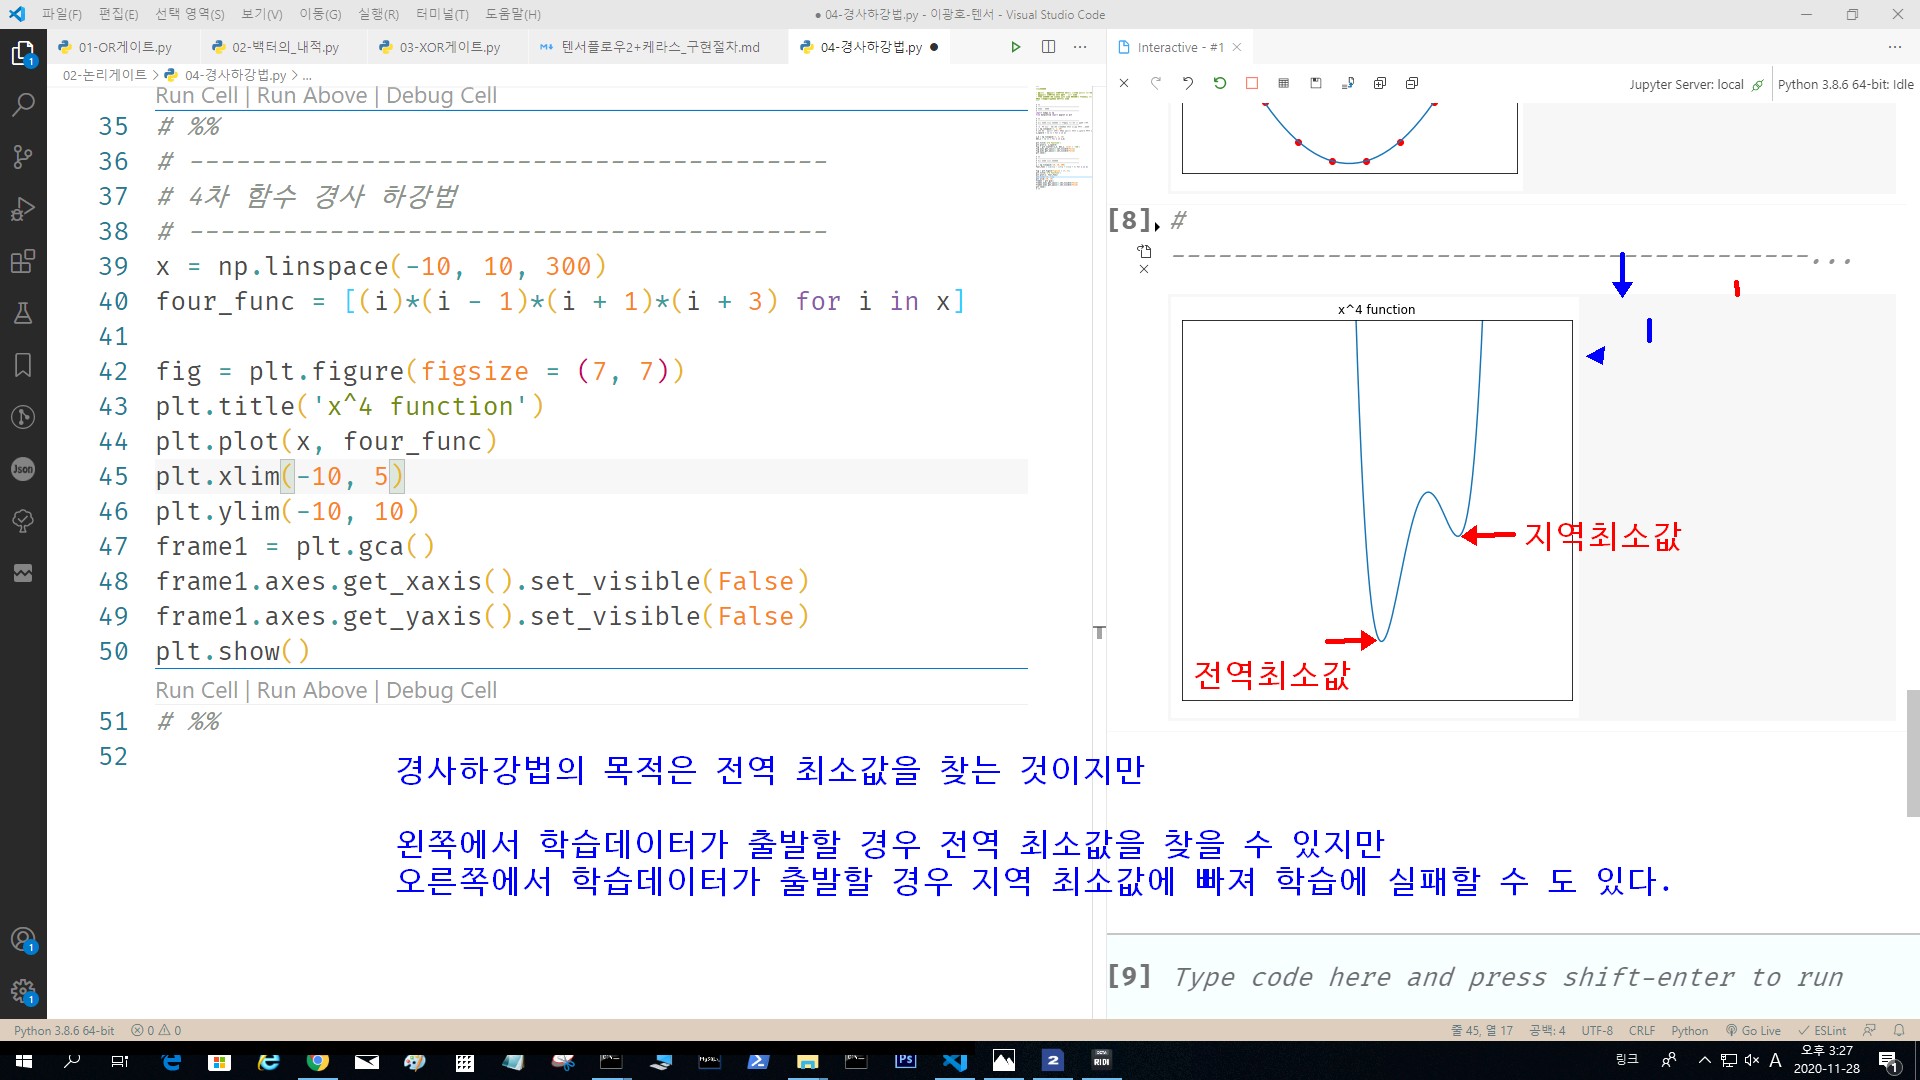 파일(F) 편집(E) 선택 영역(S) 보기(V) 이동(G) 실행(R) 터미널(T) 도움말(H) ● 04-경사하강법.py - 이광호-텐서 - Visual Studio Code
01-OR게이트.py 02-백터의_내적.py 03-XOR게이트.py 텐서플로우2+케라스_구현절차.md 04-경사하강법.py ●
02-논리게이트 > 04-경사하강법.py > ...
Run Cell | Run Above | Debug Cell
35 # %%
36 # -----------------------------------------
37 # 4차 함수 경사 하강법
38 # -----------------------------------------
39 x = np.linspace(-10, 10, 300)
40 four_func = [(i)*(i - 1)*(i + 1)*(i + 3) for i in x]
41
42 fig = plt.figure(figsize = (7, 7))
43 plt.title('x^4 function')
44 plt.plot(x, four_func)
45 plt.xlim(-10, 5)
46 plt.ylim(-10, 10)
47 frame1 = plt.gca()
48 frame1.axes.get_xaxis().set_visible(False)
49 frame1.axes.get_yaxis().set_visible(False)
50 plt.show()
Run Cell | Run Above | Debug Cell
51 # %%
52
Interactive - #1
Jupyter Server: local Python 3.8.6 64-bit: Idle
[8] #
-----------------------------------------...
x^4 function
지역최소값
전역최소값
경사하강법의 목적은 전역 최소값을 찾는 것이지만
왼쪽에서 학습데이터가 출발할 경우 전역 최소값을 찾을 수 있지만
오른쪽에서 학습데이터가 출발할 경우 지역 최소값에 빠져 학습에 실패할 수 도 있다.
[9] Type code here and press shift-enter to run
Python 3.8.6 64-bit 0 0 줄 45, 열 17 공백: 4 UTF-8 CRLF Python Go Live ESLint
링크 A 오후 3:27
2020-11-28